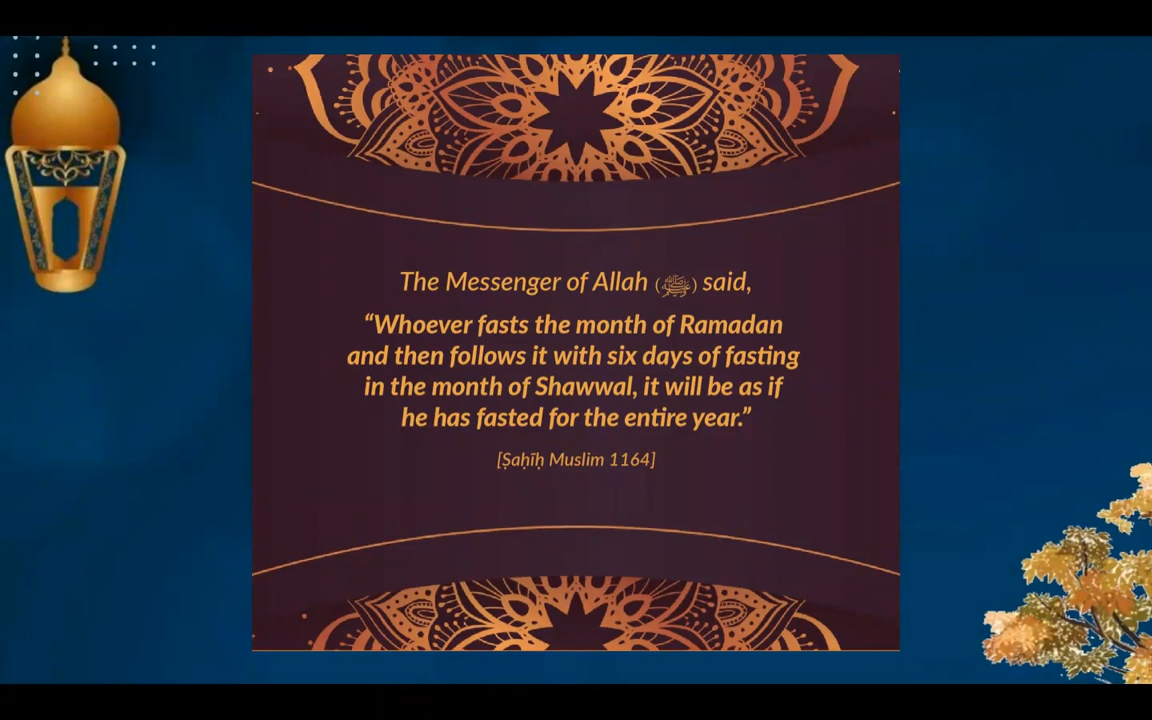 The Messenger of Allah (ﷺ) said,
“Whoever fasts the month of Ramadan
and then follows it with six days of fasting
in the month of Shawwal, it will be as if
he has fasted for the entire year.”
[Ṣaḥīḥ Muslim 1164]